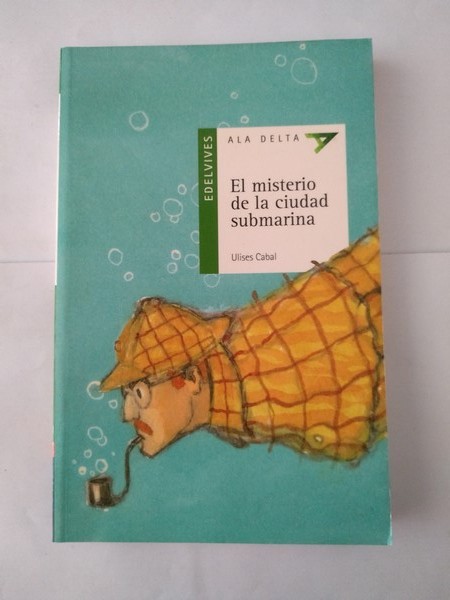 EDELVIVES
ALA DELTA
El misterio
de la ciudad
submarina
Ulises Cabal